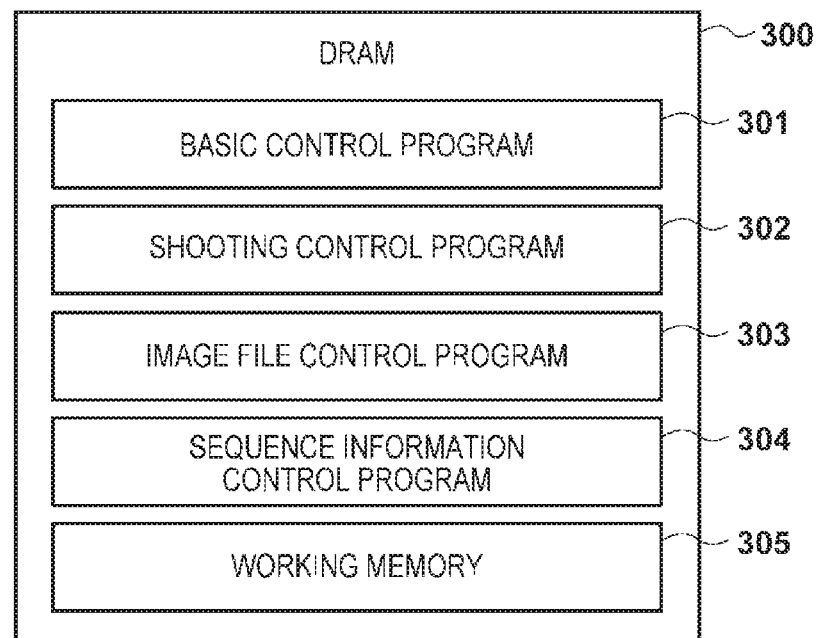 DRAM
300
BASIC CONTROL PROGRAM
301
SHOOTING CONTROL PROGRAM
302
IMAGE FILE CONTROL PROGRAM
303
SEQUENCE INFORMATION
CONTROL PROGRAM
304
WORKING MEMORY
305